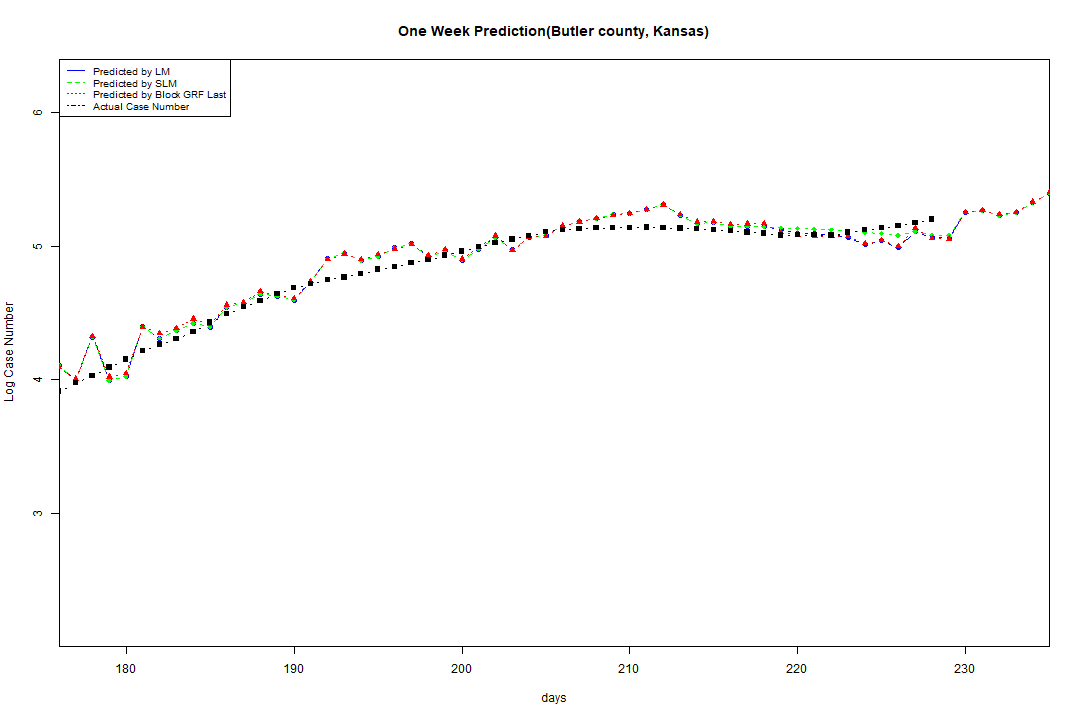 One Week Prediction(Butler county, Kansas)
Predicted by LM
Predicted by SLM
Predicted by Block GRF Last
Actual Case Number
6
5
4
3
Log Case Number
180 190 200 210 220 230
days